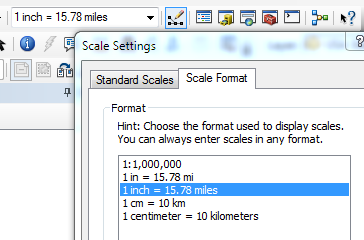 1 inch = 15.78 miles
Scale Settings
Standard Scales
Scale Format
Format
Hint: Choose the format used to display scales.
You can always enter scales in any format.
1:1,000,000
1 in = 15.78 mi
1 inch = 15.78 miles
1 cm = 10 km
1 centimeter = 10 kilometers